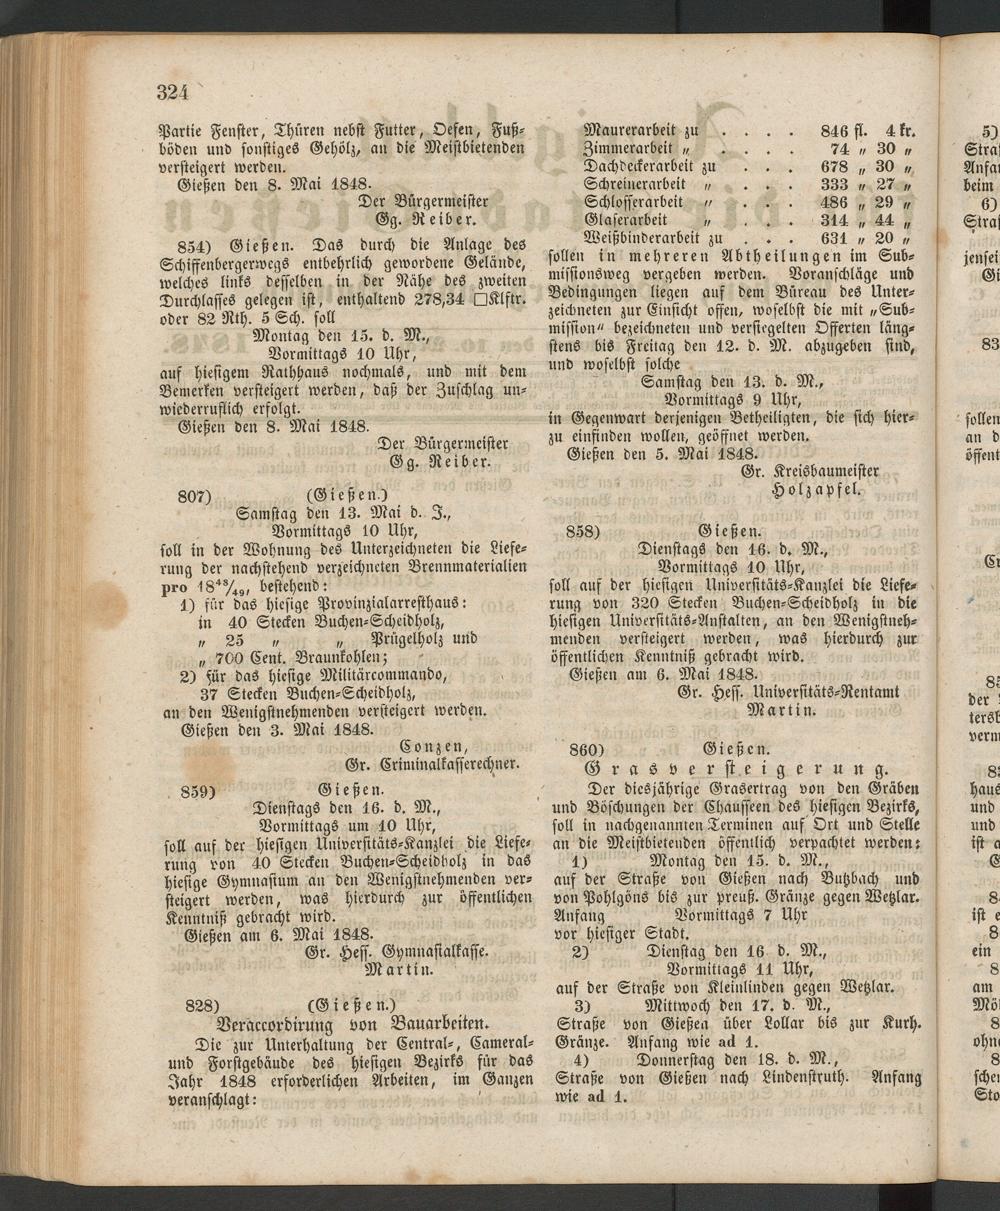 324
Partie Fenster, Thüren nebst Futter, Oefen, Fuß-
böden und sonstiges Gehölz, an die Meistbietenden
versteigert werden.
Gießen den 8. Mai 1848.
Der Bürgermeister
Gg. Reiber.
854) Gießen. Das durch die Anlage des
Schiffenbergerwegs entbehrlich gewordene Gelände,
welches links desselben in der Nähe des zweiten
Durchlasses gelegen ist, enthaltend 278,34 □Klftr.
oder 82 Rth. 5 Sch. soll
Montag den 15. d. M.,
Vormittags 10 Uhr,
auf hiesigem Rathhaus nochmals, und mit dem
Bemerken versteigert werden, daß der Zuschlag un-
wiederruflich erfolgt.
Gießen den 8. Mai 1848.
Der Bürgermeister
Gg. Reiber.
807) (Gießen.)
Samstag den 13. Mai d. J.,
Vormittags 10 Uhr,
soll in der Wohnung des Unterzeichneten die Liefe-
rung der nachstehend verzeichneten Brennmaterialien
pro 18⁴⁸/₄₉, bestehend:
1) für das hiesige Provinzialarresthaus:
in 40 Stecken Buchen-Scheidholz,
„ 25 „ „ Prügelholz und
„ 700 Cent. Braunkohlen;
2) für das hiesige Militärcommando,
37 Stecken Buchen-Scheidholz,
an den Wenigstnehmenden versteigert werden.
Gießen den 3. Mai 1848.
Conzen,
Gr. Criminalkasserechner.
859) Gießen.
Dienstags den 16. d. M.,
Vormittags um 10 Uhr,
soll auf der hiesigen Universitäts-Kanzlei die Liefe-
rung von 40 Stecken Buchen-Scheidholz in das
hiesige Gymnasium an den Wenigstnehmenden ver-
steigert werden, was hierdurch zur öffentlichen
Kenntniß gebracht wird.
Gießen am 6. Mai 1848.
Gr. Hess. Gymnasialkasse.
Martin.
828) (Gießen.)
Veraccordirung von Bauarbeiten.
Die zur Unterhaltung der Central-, Cameral-
und Forstgebäude des hiesigen Bezirks für das
Jahr 1848 erforderlichen Arbeiten, im Ganzen
veranschlagt:
Maurerarbeit zu . . . . 846 fl. 4 kr.
Zimmerarbeit „ . . . . 74 „ 30 „
Dachdeckerarbeit zu . . . 678 „ 30 „
Schreinerarbeit „ . . . 333 „ 27 „
Schlosserarbeit „ . . . 486 „ 29 „
Glaserarbeit „ . . . 314 „ 44 „
Weißbinderarbeit zu . . . 631 „ 20 „
sollen in mehreren Abtheilungen im Sub-
missionsweg vergeben werden. Voranschläge und
Bedingungen liegen auf dem Büreau des Unter-
zeichneten zur Einsicht offen, woselbst die mit „Sub-
mission“ bezeichneten und versiegelten Offerten läng-
stens bis Freitag den 12. d. M. abzugeben sind,
und woselbst solche
Samstag den 13. d. M.,
Vormittags 9 Uhr,
in Gegenwart derjenigen Betheiligten, die sich hier-
zu einfinden wollen, geöffnet werden.
Gießen den 5. Mai 1848.
Gr. Kreisbaumeister
Holzapfel.
858) Gießen.
Dienstags den 16. d. M.,
Vormittags 10 Uhr,
soll auf der hiesigen Universitäts-Kanzlei die Liefe-
rung von 320 Stecken Buchen-Scheidholz in die
hiesigen Universitäts-Anstalten, an den Wenigstneh-
menden versteigert werden, was hierdurch zur
öffentlichen Kenntniß gebracht wird.
Gießen am 6. Mai 1848.
Gr. Hess. Universitäts-Rentamt
Martin.
860) Gießen.
Grasversteigerung.
Der diesjährige Grasertrag von den Gräben
und Böschungen der Chausseen des hiesigen Bezirks,
soll in nachgenannten Terminen auf Ort und Stelle
an die Meistbietenden öffentlich verpachtet werden:
1) Montag den 15. d. M.,
auf der Straße von Gießen nach Butzbach und
von Pohlgöns bis zur preuß. Gränze gegen Wetzlar.
Anfang Vormittags 7 Uhr
vor hiesiger Stadt.
2) Dienstag den 16 d. M.,
Vormittags 11 Uhr,
auf der Straße von Kleinlinden gegen Wetzlar.
3) Mittwoch den 17. d. M.,
Straße von Gießen über Lollar bis zur Kurh.
Gränze. Anfang wie ad 1.
4) Donnerstag den 18. d. M.,
Straße von Gießen nach Lindenstruth. Anfang
wie ad 1.